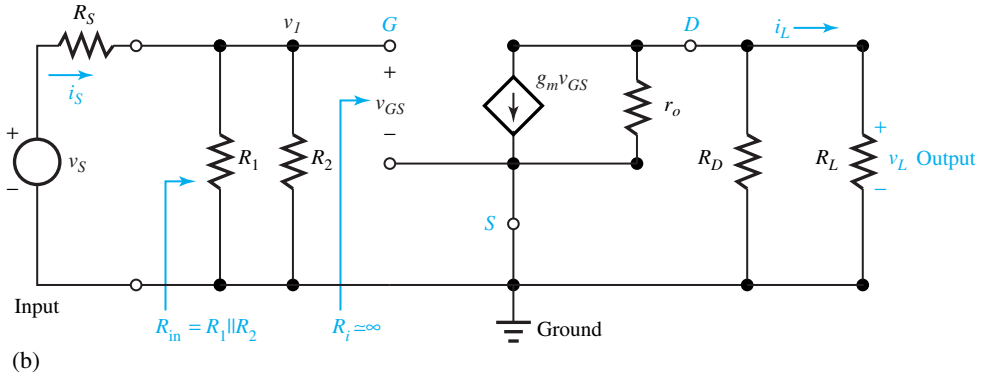 R_S
v_1
G
D
i_L
i_S
+
g_m v_GS
+
v_S
−
R_1
R_2
v_GS
−
r_o
R_D
R_L
+
v_L Output
−
S
Input
R_in = R_1||R_2
R_i ≃ ∞
Ground
(b)